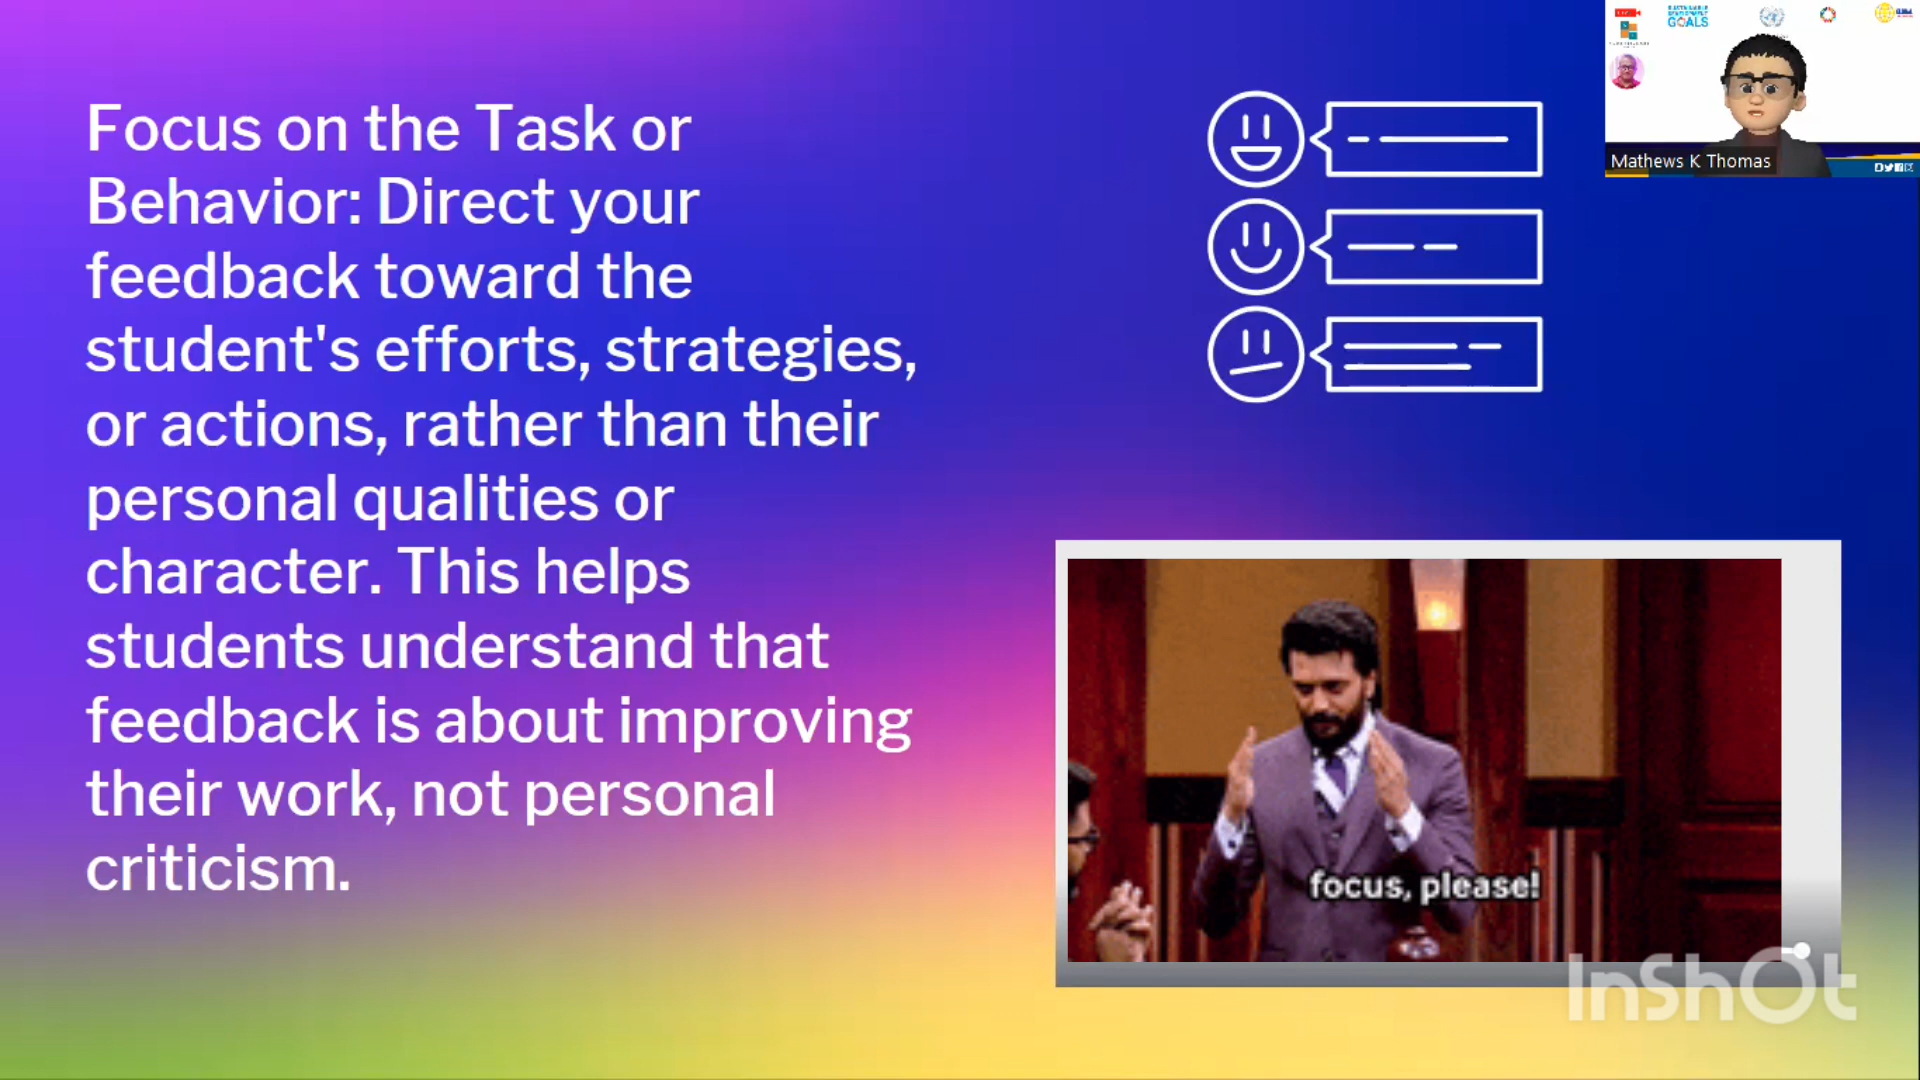 Focus on the Task or
Behavior: Direct your
feedback toward the
student's efforts, strategies,
or actions, rather than their
personal qualities or
character. This helps
students understand that
feedback is about improving
their work, not personal
criticism.
GOALS
Mathews K Thomas
focus, please!
InShOt